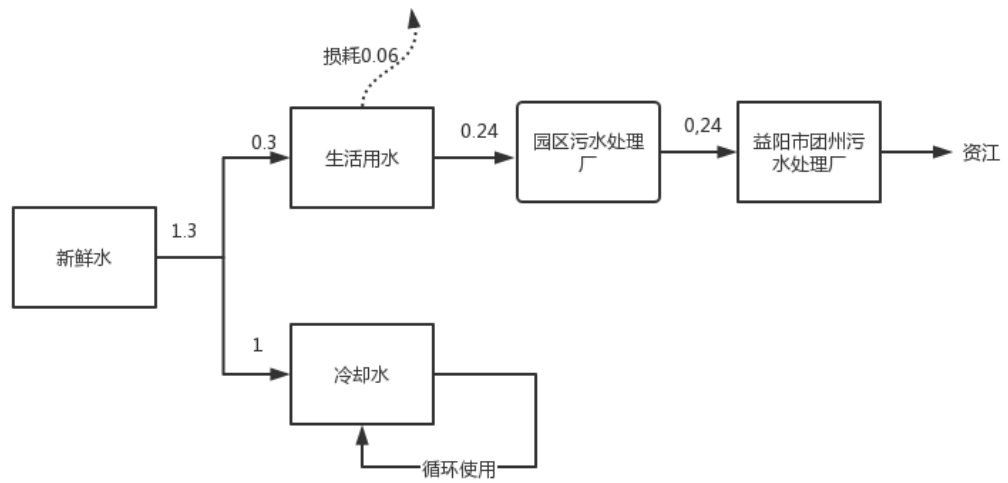 损耗0.06
0.3
生活用水
0.24
园区污水处理
厂
0,24
益阳市团州污
水处理厂
资江
新鲜水
1.3
1
冷却水
循环使用